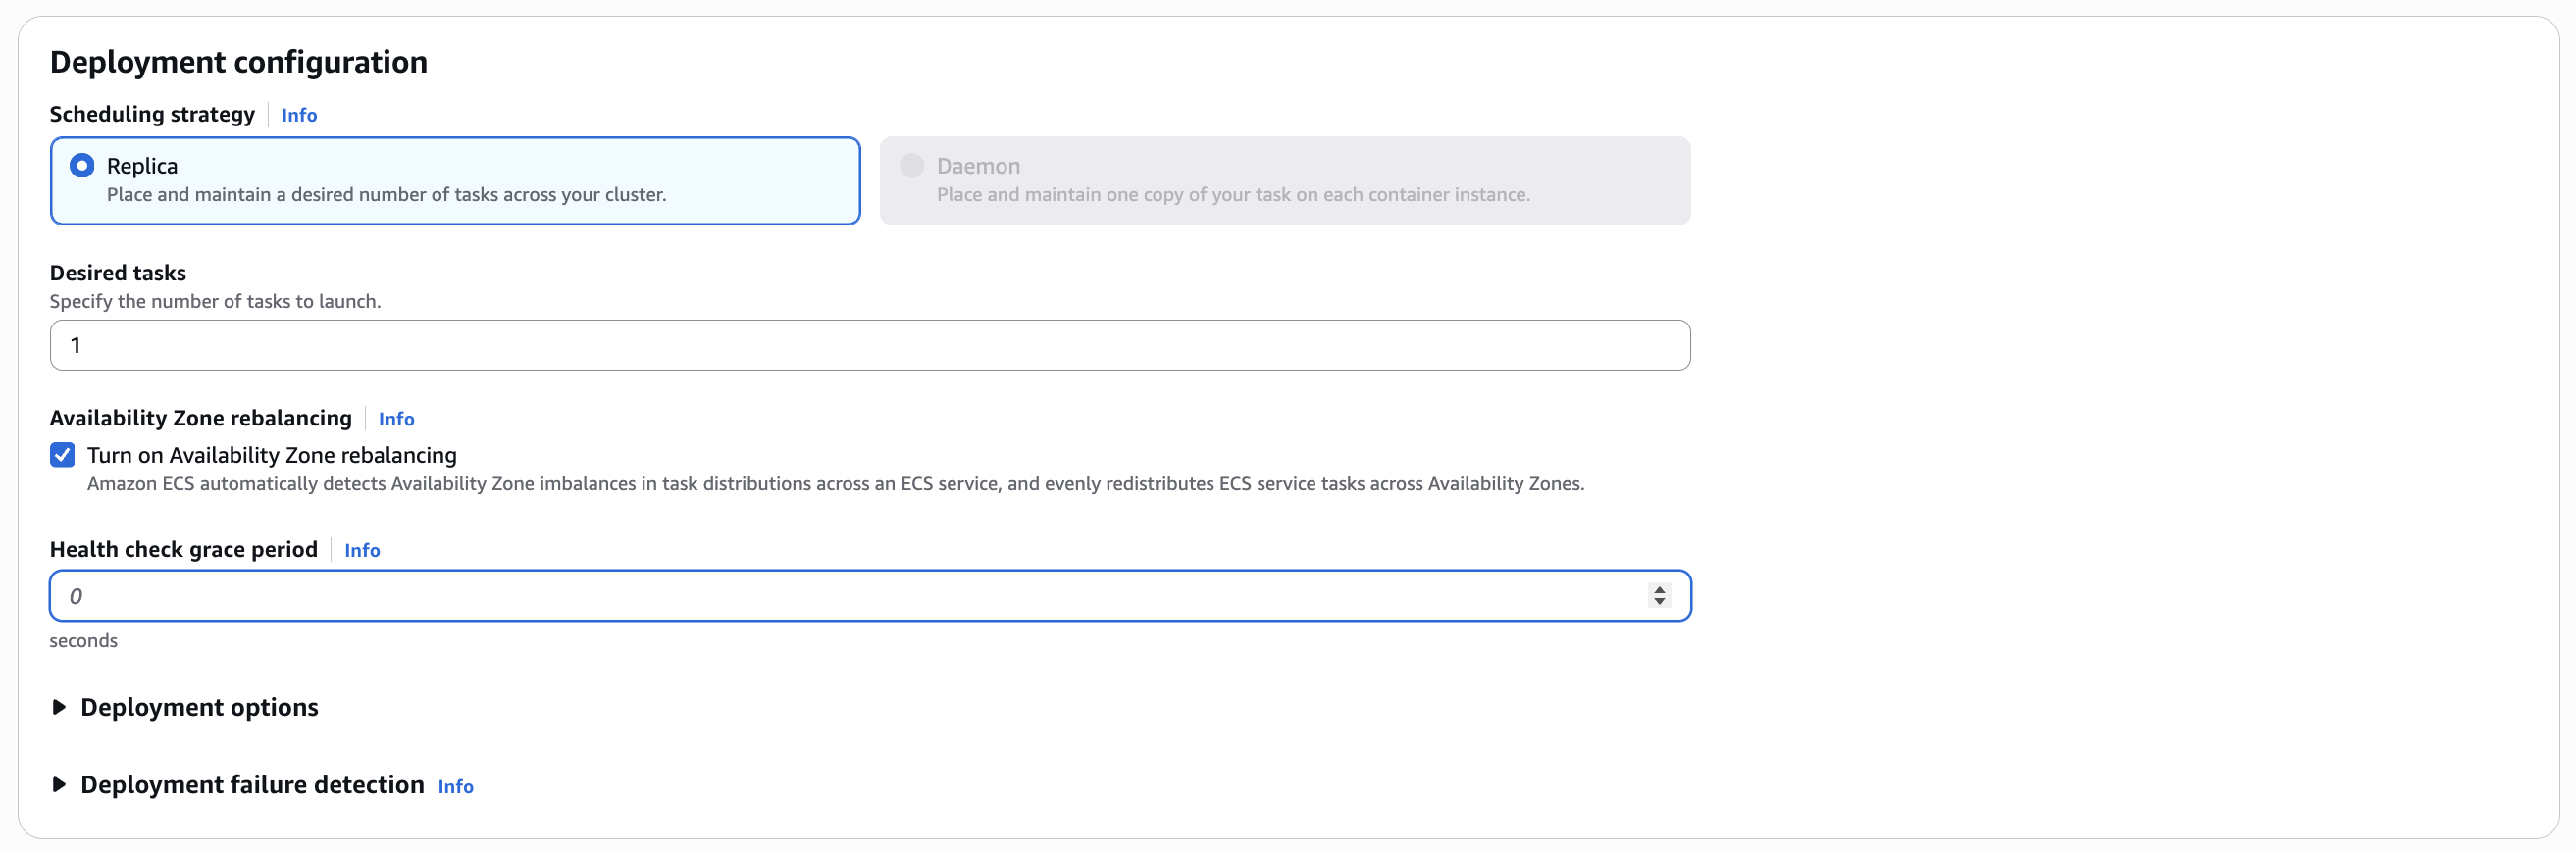 Deployment configuration
Scheduling strategy Info
Replica
Place and maintain a desired number of tasks across your cluster.
Daemon
Place and maintain one copy of your task on each container instance.
Desired tasks
Specify the number of tasks to launch.
1
Availability Zone rebalancing Info
Turn on Availability Zone rebalancing
Amazon ECS automatically detects Availability Zone imbalances in task distributions across an ECS service, and evenly redistributes ECS service tasks across Availability Zones.
Health check grace period Info
0
seconds
Deployment options
Deployment failure detection Info